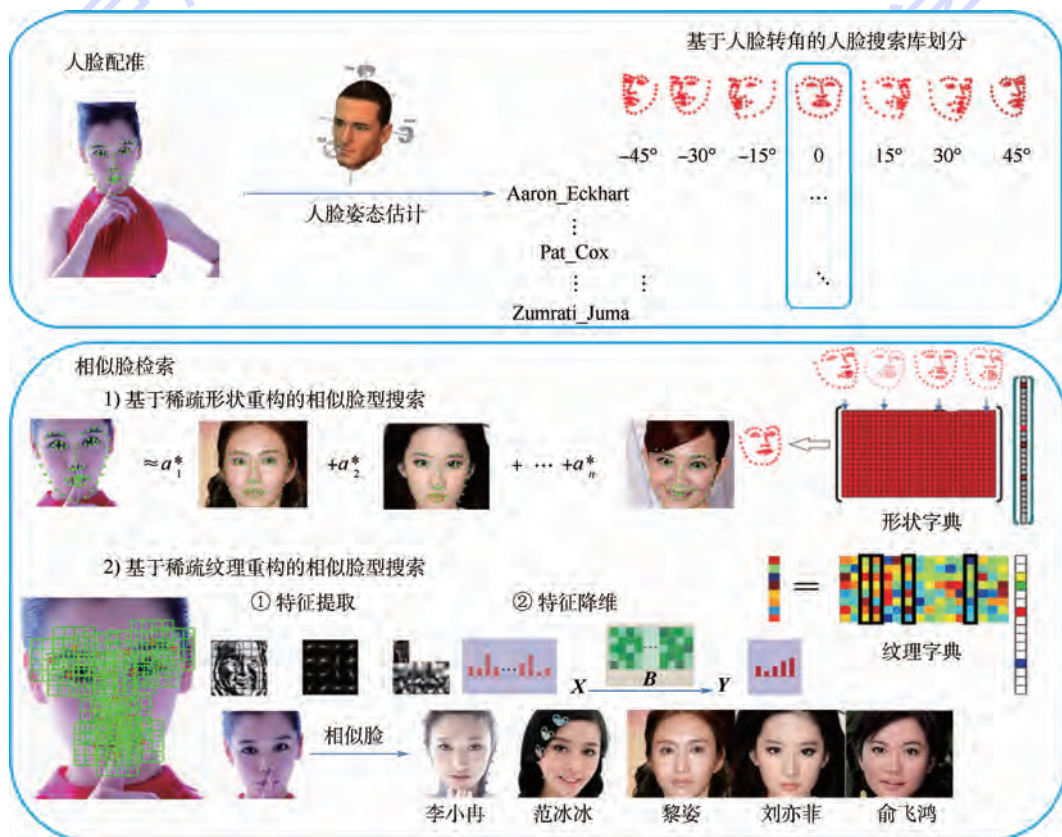 人脸配准
基于人脸转角的人脸搜索库划分
−45° −30° −15° 0 15° 30° 45°
人脸姿态估计
Aaron_Eckhart ...
⋮
Pat_Cox
⋮ ⋮ ⋱
Zumrati_Juma
相似脸检索
1) 基于稀疏形状重构的相似脸型搜索
≈a*1 +a*2 + ··· +a*n
形状字典
2) 基于稀疏纹理重构的相似脸型搜索
① 特征提取 ② 特征降维
=
纹理字典
...
...
X B Y
相似脸
李小冉 范冰冰 黎姿 刘亦菲 俞飞鸿